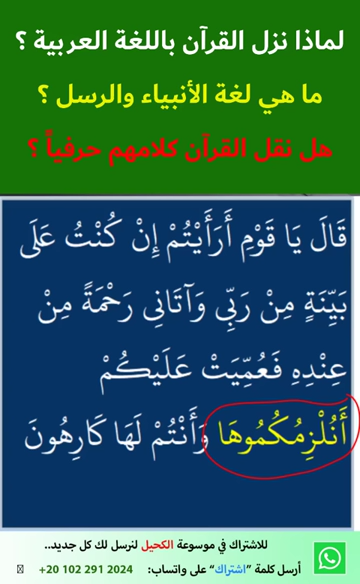 لماذا نزل القرآن باللغة العربية ؟
ما هي لغة الأنبياء والرسل ؟
هل نقل القرآن كلامهم حرفياً ؟
قَالَ يَا قَوْمِ أَرَأَيْتُمْ إِنْ كُنْتُ عَلَى
بَيِّنَةٍ مِنْ رَبِّي وَآتَانِي رَحْمَةً مِنْ
عِنْدِهِ فَعُمِّيَتْ عَلَيْكُمْ
أَنُلْزِمُكُمُوهَا وَأَنْتُمْ لَهَا كَارِهُونَ
للاشتراك في موسوعة الكحيل لنرسل لك كل جديد..
أرسل كلمة “اشتراك” على واتساب: +20 102 291 2024